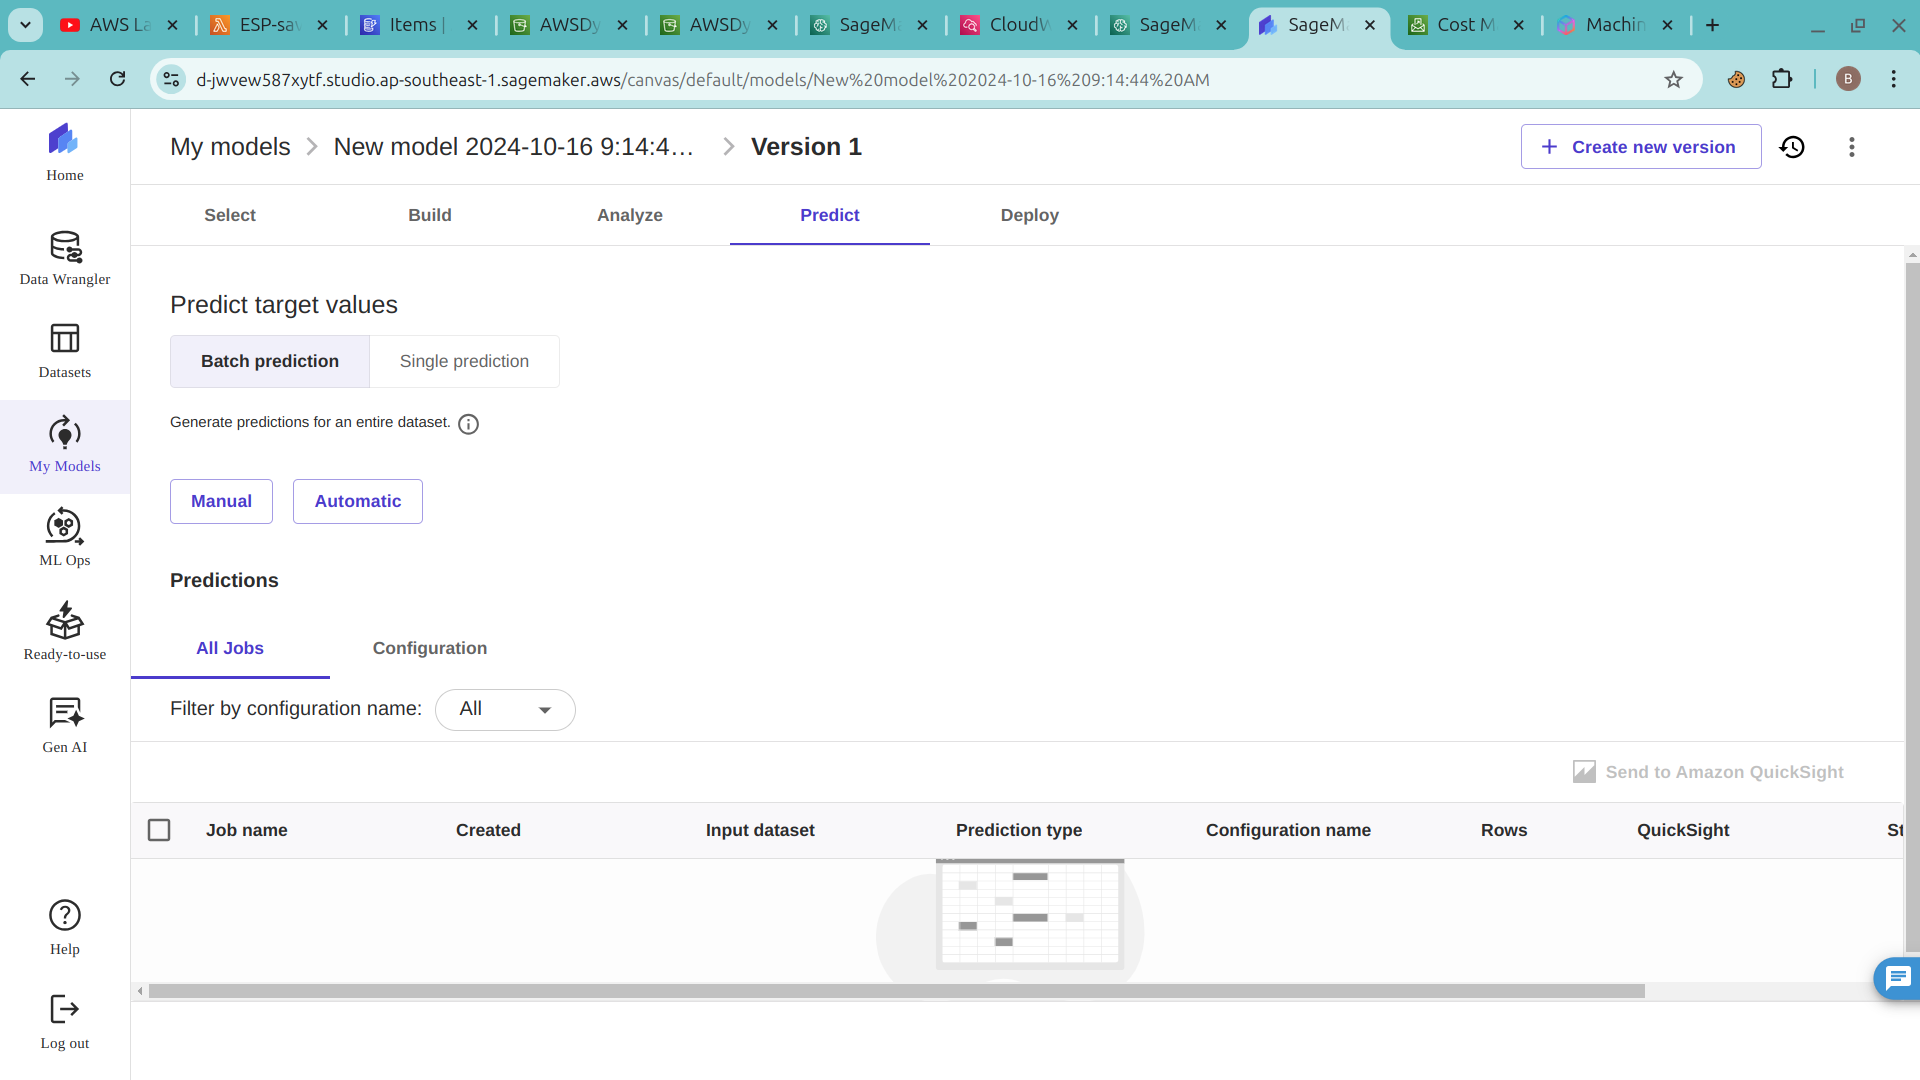 AWS La
ESP-sav
Items |
AWSDy
AWSDy
SageMa
CloudW
SageMa
SageMa
Cost M
Machin
d-jwvew587xytf.studio.ap-southeast-1.sagemaker.aws/canvas/default/models/New%20model%202024-10-16%209:14:44%20AM
B
My models
New model 2024-10-16 9:14:4…
Version 1
Create new version
Home
Data Wrangler
Datasets
My Models
ML Ops
Ready-to-use
Gen AI
Help
Log out
Select
Build
Analyze
Predict
Deploy
Predict target values
Batch prediction
Single prediction
Generate predictions for an entire dataset.
Manual
Automatic
Predictions
All Jobs
Configuration
Filter by configuration name:
All
Send to Amazon QuickSight
Job name
Created
Input dataset
Prediction type
Configuration name
Rows
QuickSight
St